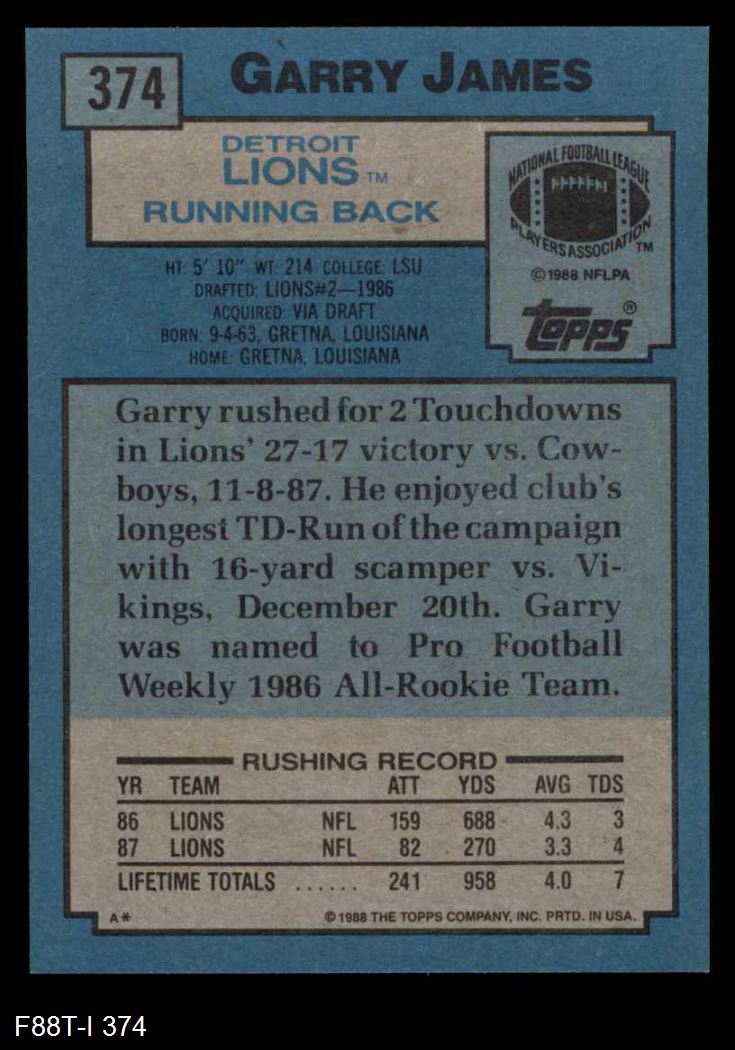 374
GARRY JAMES
DETROIT
LIONS TM
RUNNING BACK
NATIONAL FOOTBALL LEAGUE
PLAYERS ASSOCIATION TM
©1988 NFLPA
topps®
HT: 5' 10" WT: 214 COLLEGE: LSU
DRAFTED: LIONS#2—1986
ACQUIRED: VIA DRAFT
BORN: 9-4-63, GRETNA, LOUISIANA
HOME: GRETNA, LOUISIANA
Garry rushed for 2 Touchdowns
in Lions' 27-17 victory vs. Cow-
boys, 11-8-87. He enjoyed club's
longest TD-Run of the campaign
with 16-yard scamper vs. Vi-
kings, December 20th. Garry
was named to Pro Football
Weekly 1986 All-Rookie Team.
RUSHING RECORD
YR TEAM ATT YDS AVG TDS
86 LIONS NFL 159 688 4.3 3
87 LIONS NFL 82 270 3.3 4
LIFETIME TOTALS ...... 241 958 4.0 7
A* ©1988 THE TOPPS COMPANY, INC. PRTD. IN USA.
F88T-I 374